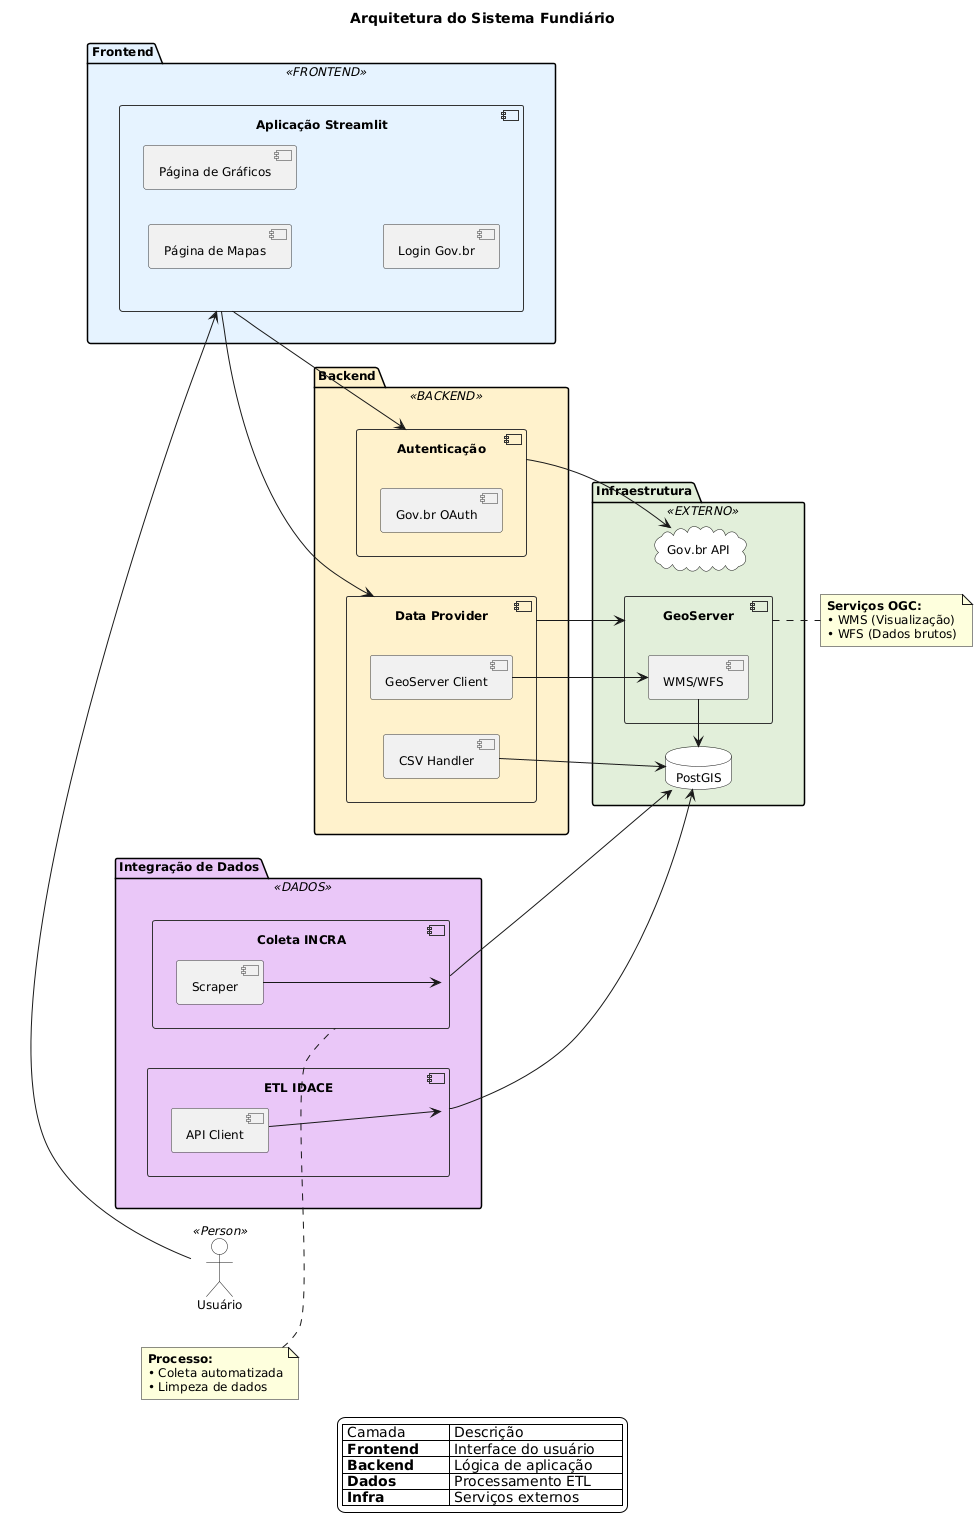 Arquitetura do Sistema Fundiário
Frontend
«FRONTEND»
Aplicação Streamlit
Página de Gráficos
Página de Mapas
Login Gov.br
Backend
«BACKEND»
Autenticação
Gov.br OAuth
Infraestrutura
«EXTERNO»
Gov.br API
Data Provider
GeoServer
Serviços OGC:
• WMS (Visualização)
• WFS (Dados brutos)
GeoServer Client
WMS/WFS
CSV Handler
PostGIS
Integração de Dados
«DADOS»
Coleta INCRA
Scraper
ETL IDACE
API Client
«Person»
Usuário
Processo:
• Coleta automatizada
• Limpeza de dados
Camada Descrição
Frontend Interface do usuário
Backend Lógica de aplicação
Dados Processamento ETL
Infra Serviços externos